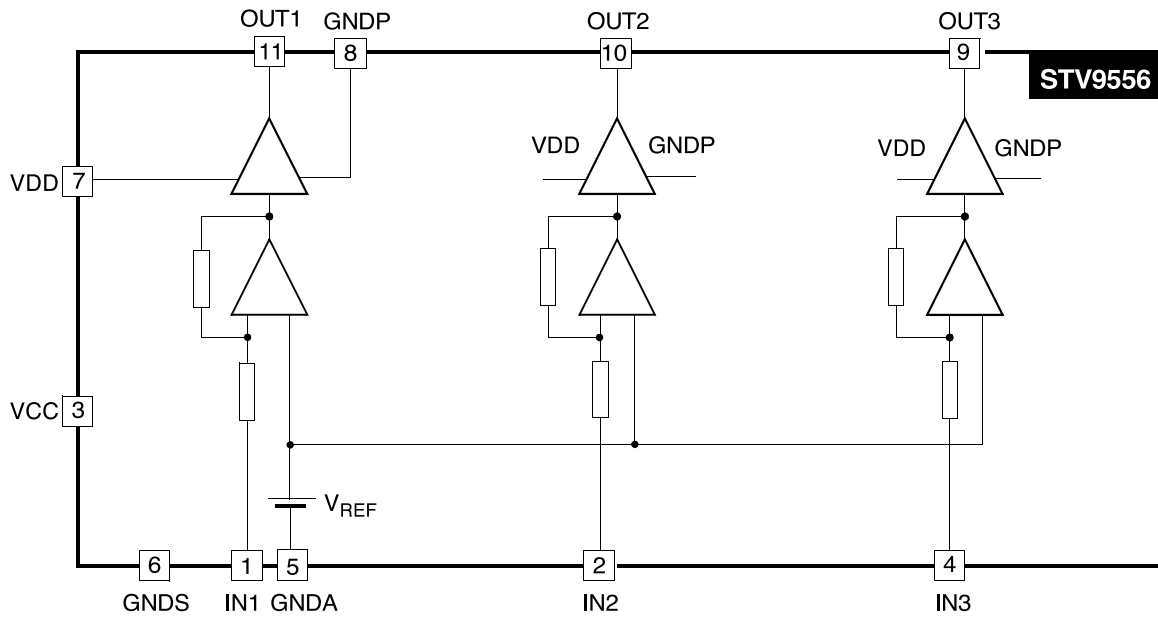 OUT1 GNDP OUT2 OUT3
11 8 10 9
STV9556
VDD GNDP VDD GNDP
VDD 7
VCC 3
VREF
6 1 5 2 4
GNDS IN1 GNDA IN2 IN3